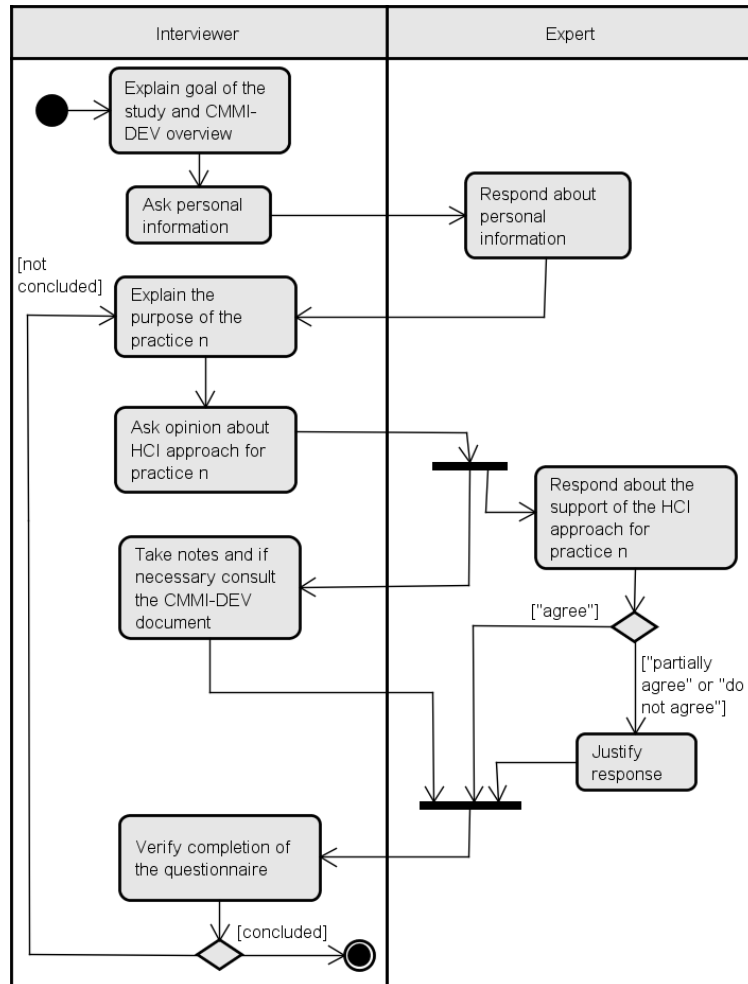 Interviewer
Expert
Explain goal of the
study and CMMI-
DEV overview
Ask personal
information
Respond about
personal
information
[not
concluded]
Explain the
purpose of the
practice n
Ask opinion about
HCI approach for
practice n
Respond about the
support of the HCI
approach for
practice n
Take notes and if
necessary consult
the CMMI-DEV
document
["agree"]
["partially
agree" or "do
not agree"]
Justify
response
Verify completion of
the questionnaire
[concluded]